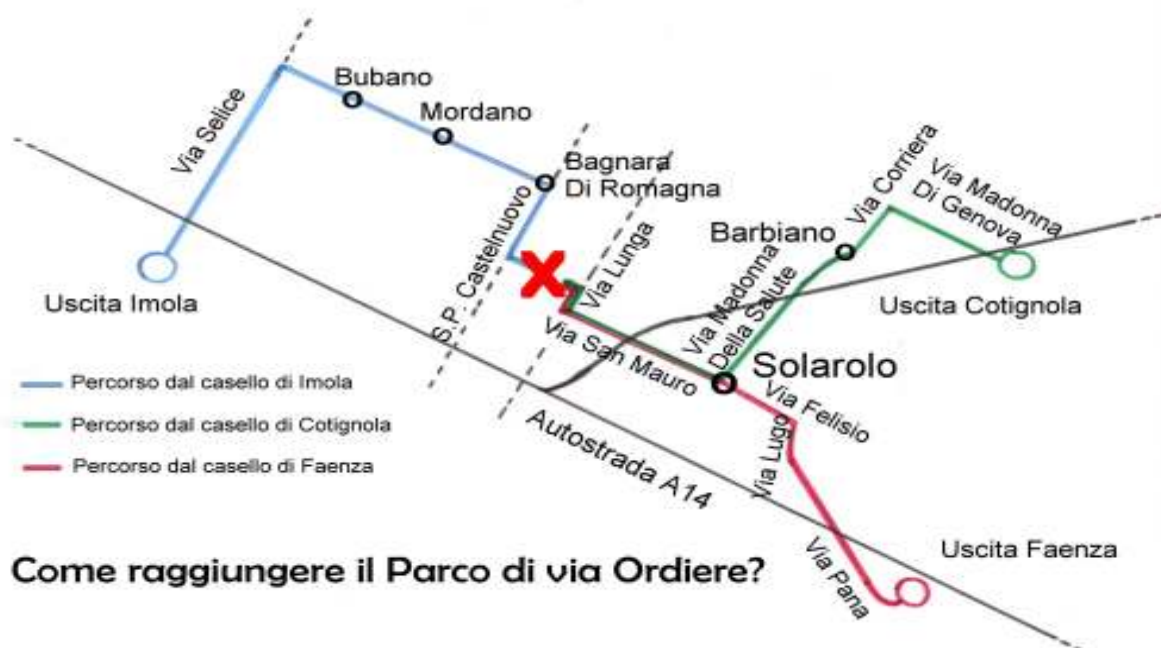 Bubano
Mordano
Via Selice
Bagnara
Di Romagna
Via Corriera
Via Madonna
Di Genova
S.P. Castelnuovo
Via Lunga
Barbiano
Via Madonna
Della Salute
Uscita Imola
Uscita Cotignola
Via San Mauro
Solarolo
Percorso dal casello di Imola
Via Felisio
Percorso dal casello di Cotignola
Autostrada A14
Via Lugo
Percorso dal casello di Faenza
Uscita Faenza
Via Pana
Come raggiungere il Parco di via Ordiere?